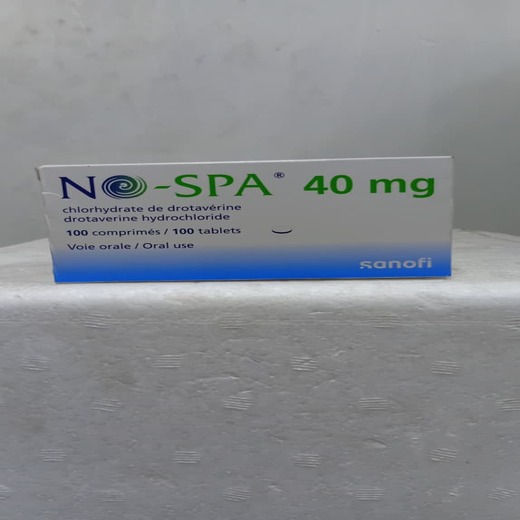 NO-SPA® 40 mg
chlorhydrate de drotavérine
drotaverine hydrochloride
100 comprimés / 100 tablets
Voie orale / Oral use
sanofi